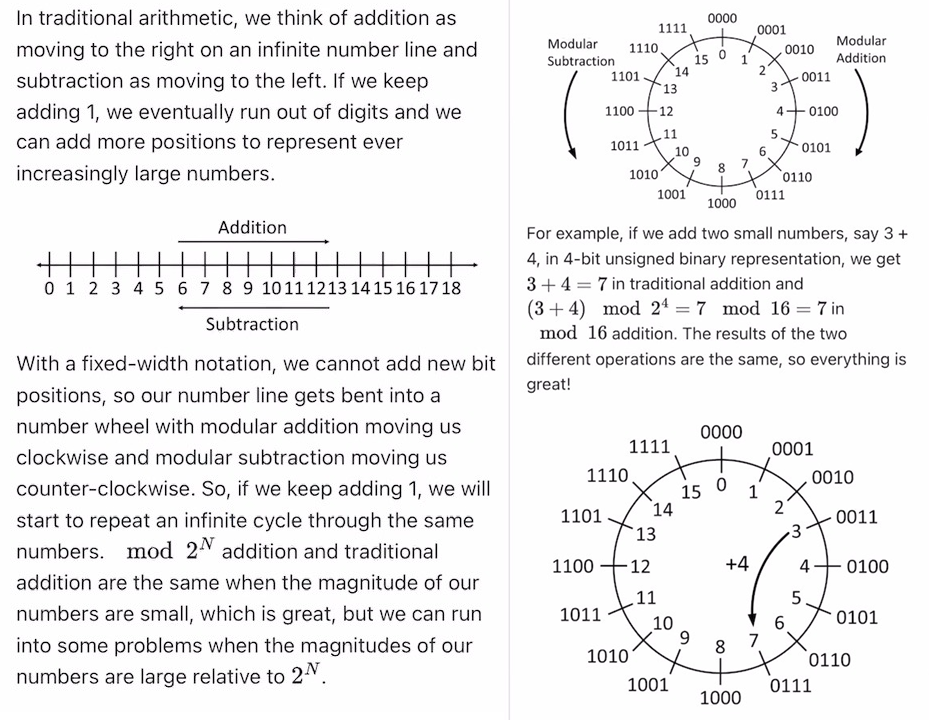 In traditional arithmetic, we think of addition as
moving to the right on an infinite number line and
subtraction as moving to the left. If we keep
adding 1, we eventually run out of digits and we
can add more positions to represent ever
increasingly large numbers.
Addition
0 1 2 3 4 5 6 7 8 9 10 11 12 13 14 15 16 17 18
Subtraction
With a fixed-width notation, we cannot add new bit
positions, so our number line gets bent into a
number wheel with modular addition moving us
clockwise and modular subtraction moving us
counter-clockwise. So, if we keep adding 1, we will
start to repeat an infinite cycle through the same
numbers. mod 2^N addition and traditional
addition are the same when the magnitude of our
numbers are small, which is great, but we can run
into some problems when the magnitudes of our
numbers are large relative to 2^N.
Modular
Subtraction
Modular
Addition
0000
0001
0010
0011
0100
0101
0110
0111
1000
1001
1010
1011
1100
1101
1110
1111
0
1
2
3
4
5
6
7
8
9
10
11
12
13
14
15
For example, if we add two small numbers, say 3 +
4, in 4-bit unsigned binary representation, we get
3 + 4 = 7 in traditional addition and
(3 + 4) mod 2^4 = 7 mod 16 = 7 in
mod 16 addition. The results of the two
different operations are the same, so everything is
great!
0000
0001
0010
0011
0100
0101
0110
0111
1000
1001
1010
1011
1100
1101
1110
1111
0
1
2
3
4
5
6
7
8
9
10
11
12
13
14
15
+4